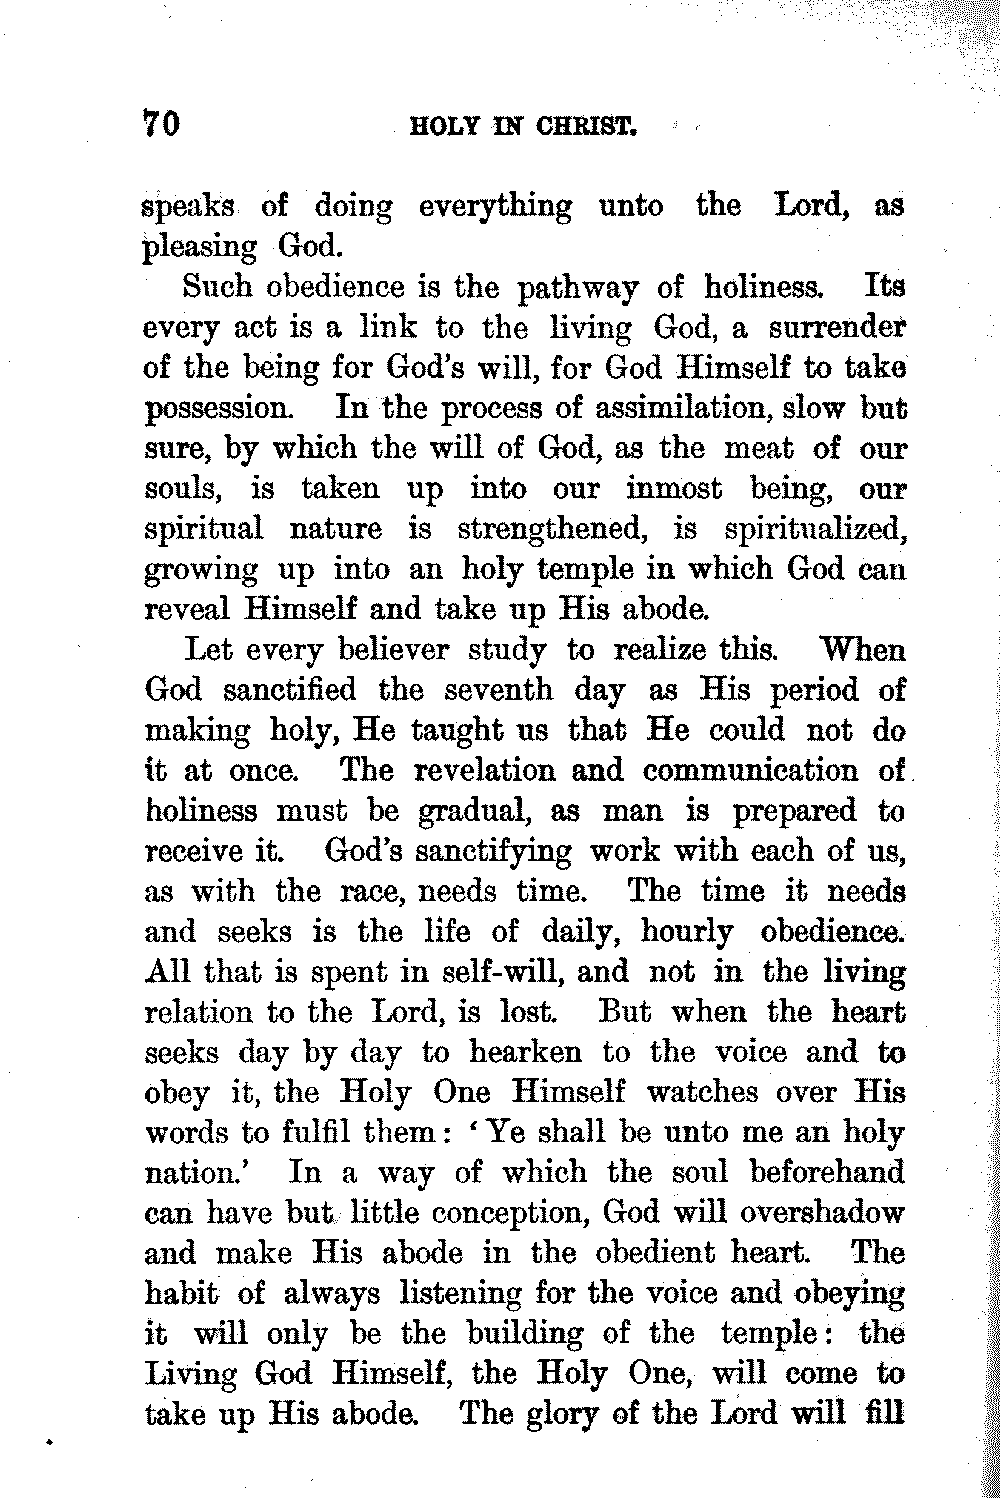 70 HOLY IN CHRIST.
speaks of doing everything unto the Lord, as
pleasing God.
Such obedience is the pathway of holiness. Its
every act is a link to the living God, a surrender
of the being for God's will, for God Himself to take
possession. In the process of assimilation, slow but
sure, by which the will of God, as the meat of our
souls, is taken up into our inmost being, our
spiritual nature is strengthened, is spiritualized,
growing up into an holy temple in which God can
reveal Himself and take up His abode.
Let every believer study to realize this. When
God sanctified the seventh day as His period of
making holy, He taught us that He could not do
it at once. The revelation and communication of
holiness must be gradual, as man is prepared to
receive it. God's sanctifying work with each of us,
as with the race, needs time. The time it needs
and seeks is the life of daily, hourly obedience.
All that is spent in self-will, and not in the living
relation to the Lord, is lost. But when the heart
seeks day by day to hearken to the voice and to
obey it, the Holy One Himself watches over His
words to fulfil them: 'Ye shall be unto me an holy
nation.' In a way of which the soul beforehand
can have but little conception, God will overshadow
and make His abode in the obedient heart. The
habit of always listening for the voice and obeying
it will only be the building of the temple: the
Living God Himself, the Holy One, will come to
take up His abode. The glory of the Lord will fill